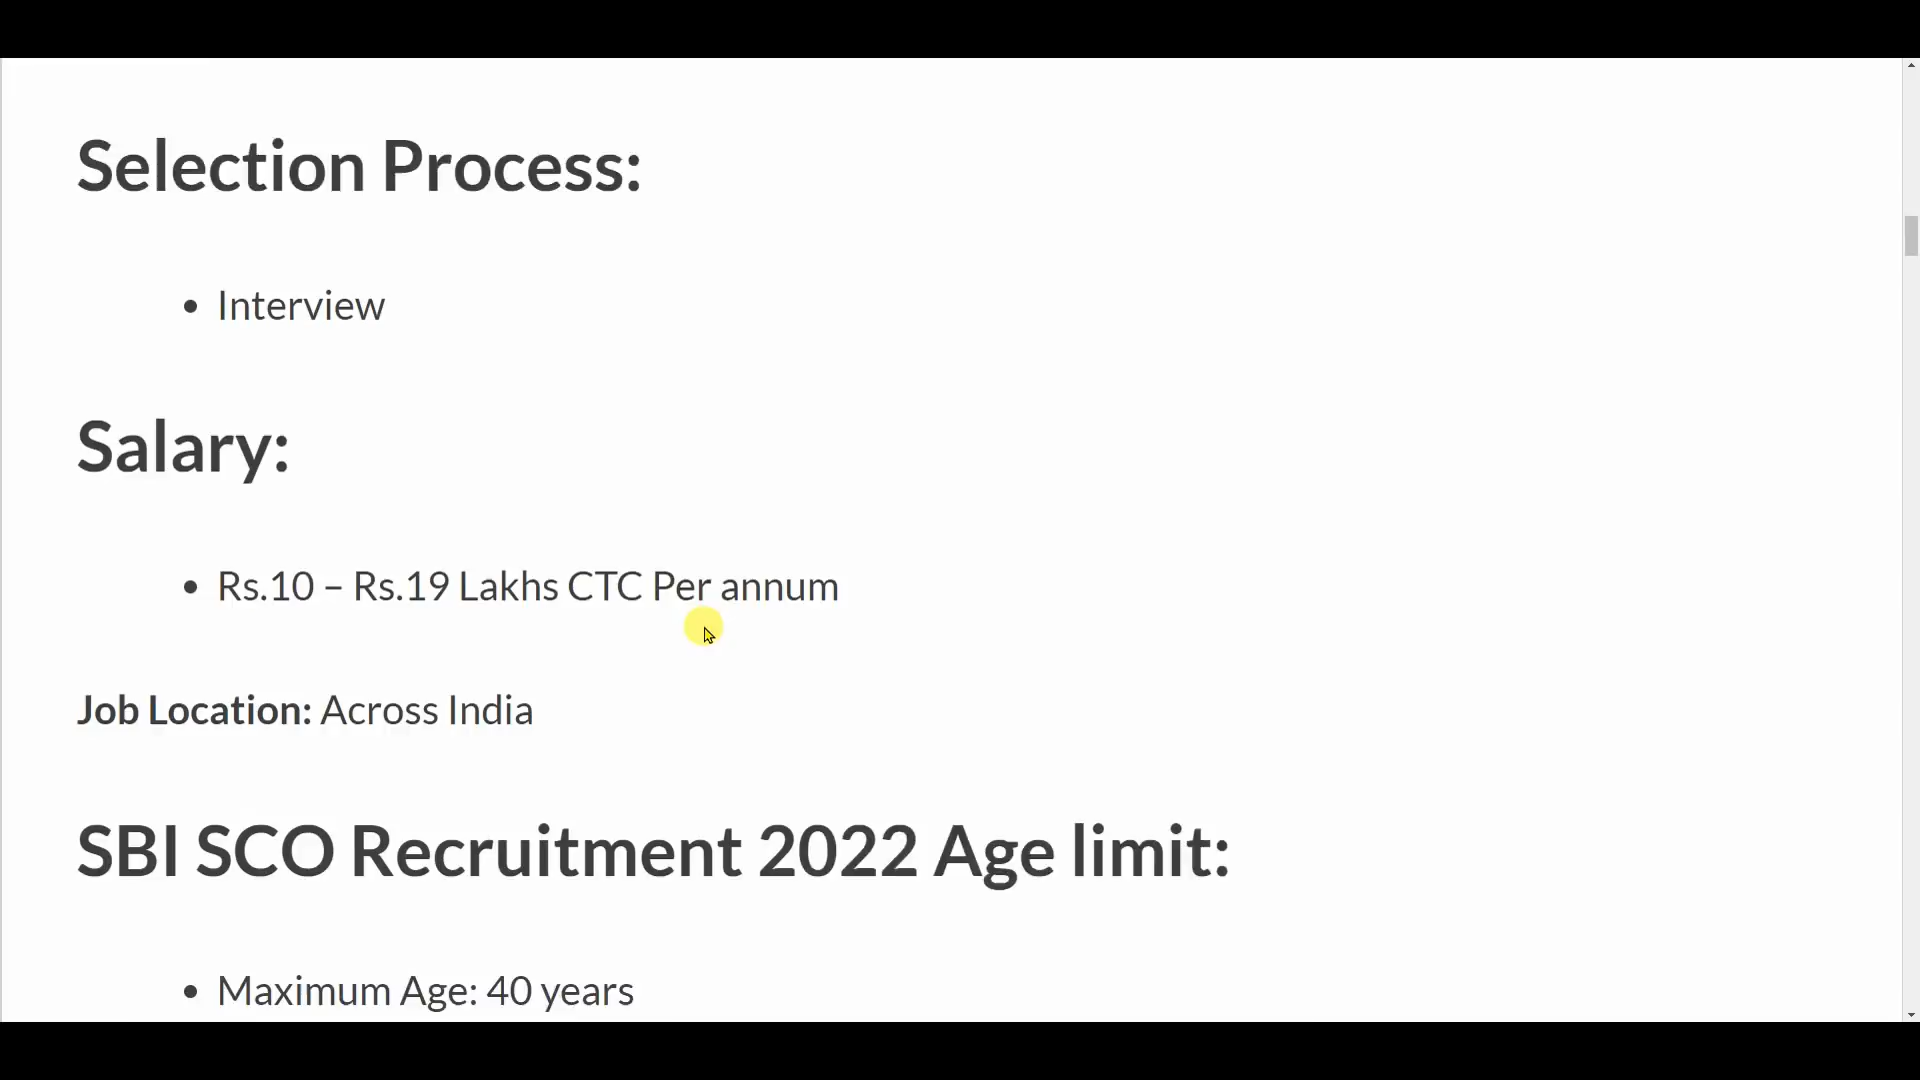 Selection Process:
• Interview
Salary:
• Rs.10 – Rs.19 Lakhs CTC Per annum
Job Location: Across India
SBI SCO Recruitment 2022 Age limit:
• Maximum Age: 40 years